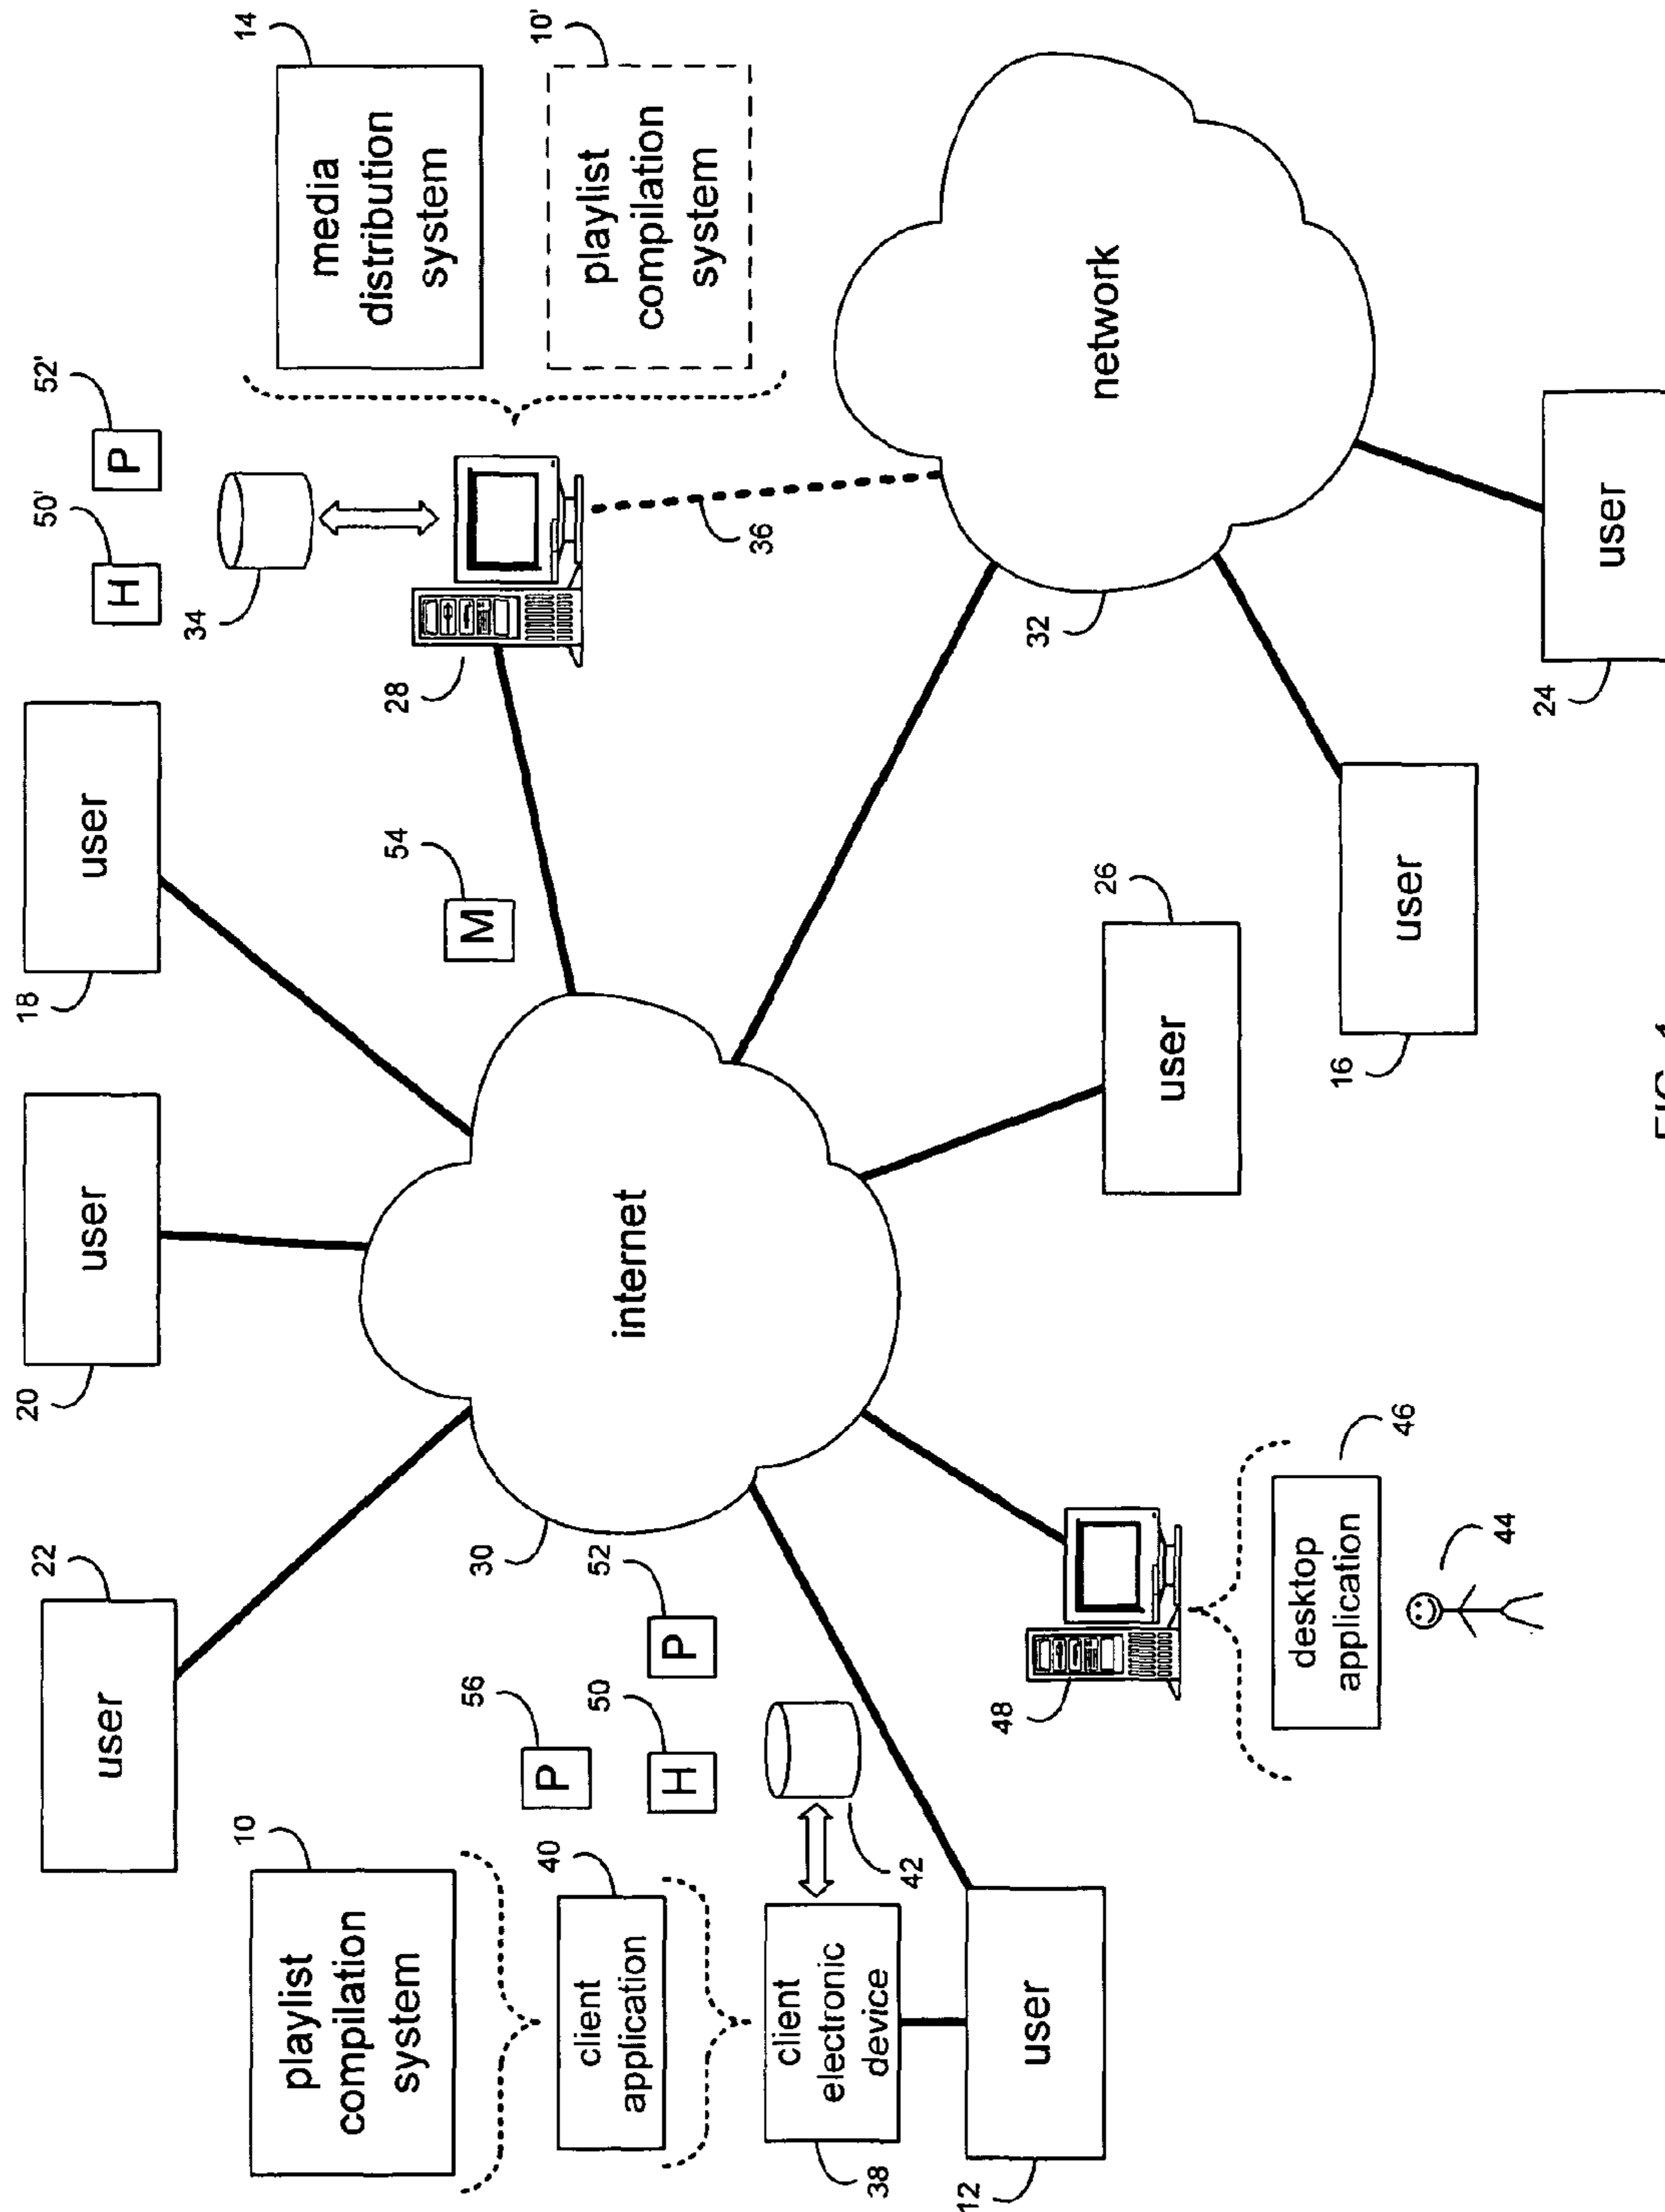 22
user
20
user
18
user
50'
H
52'
P
34
14
media
distribution
system
10'
playlist
compilation
system
28
36
10
playlist
compilation
system
40
client
application
56
P
50
H
52
P
30
internet
54
M
network
32
38
client
electronic
device
42
12
user
48
desktop
application
46
44
26
user
16
user
24
user
FIG.